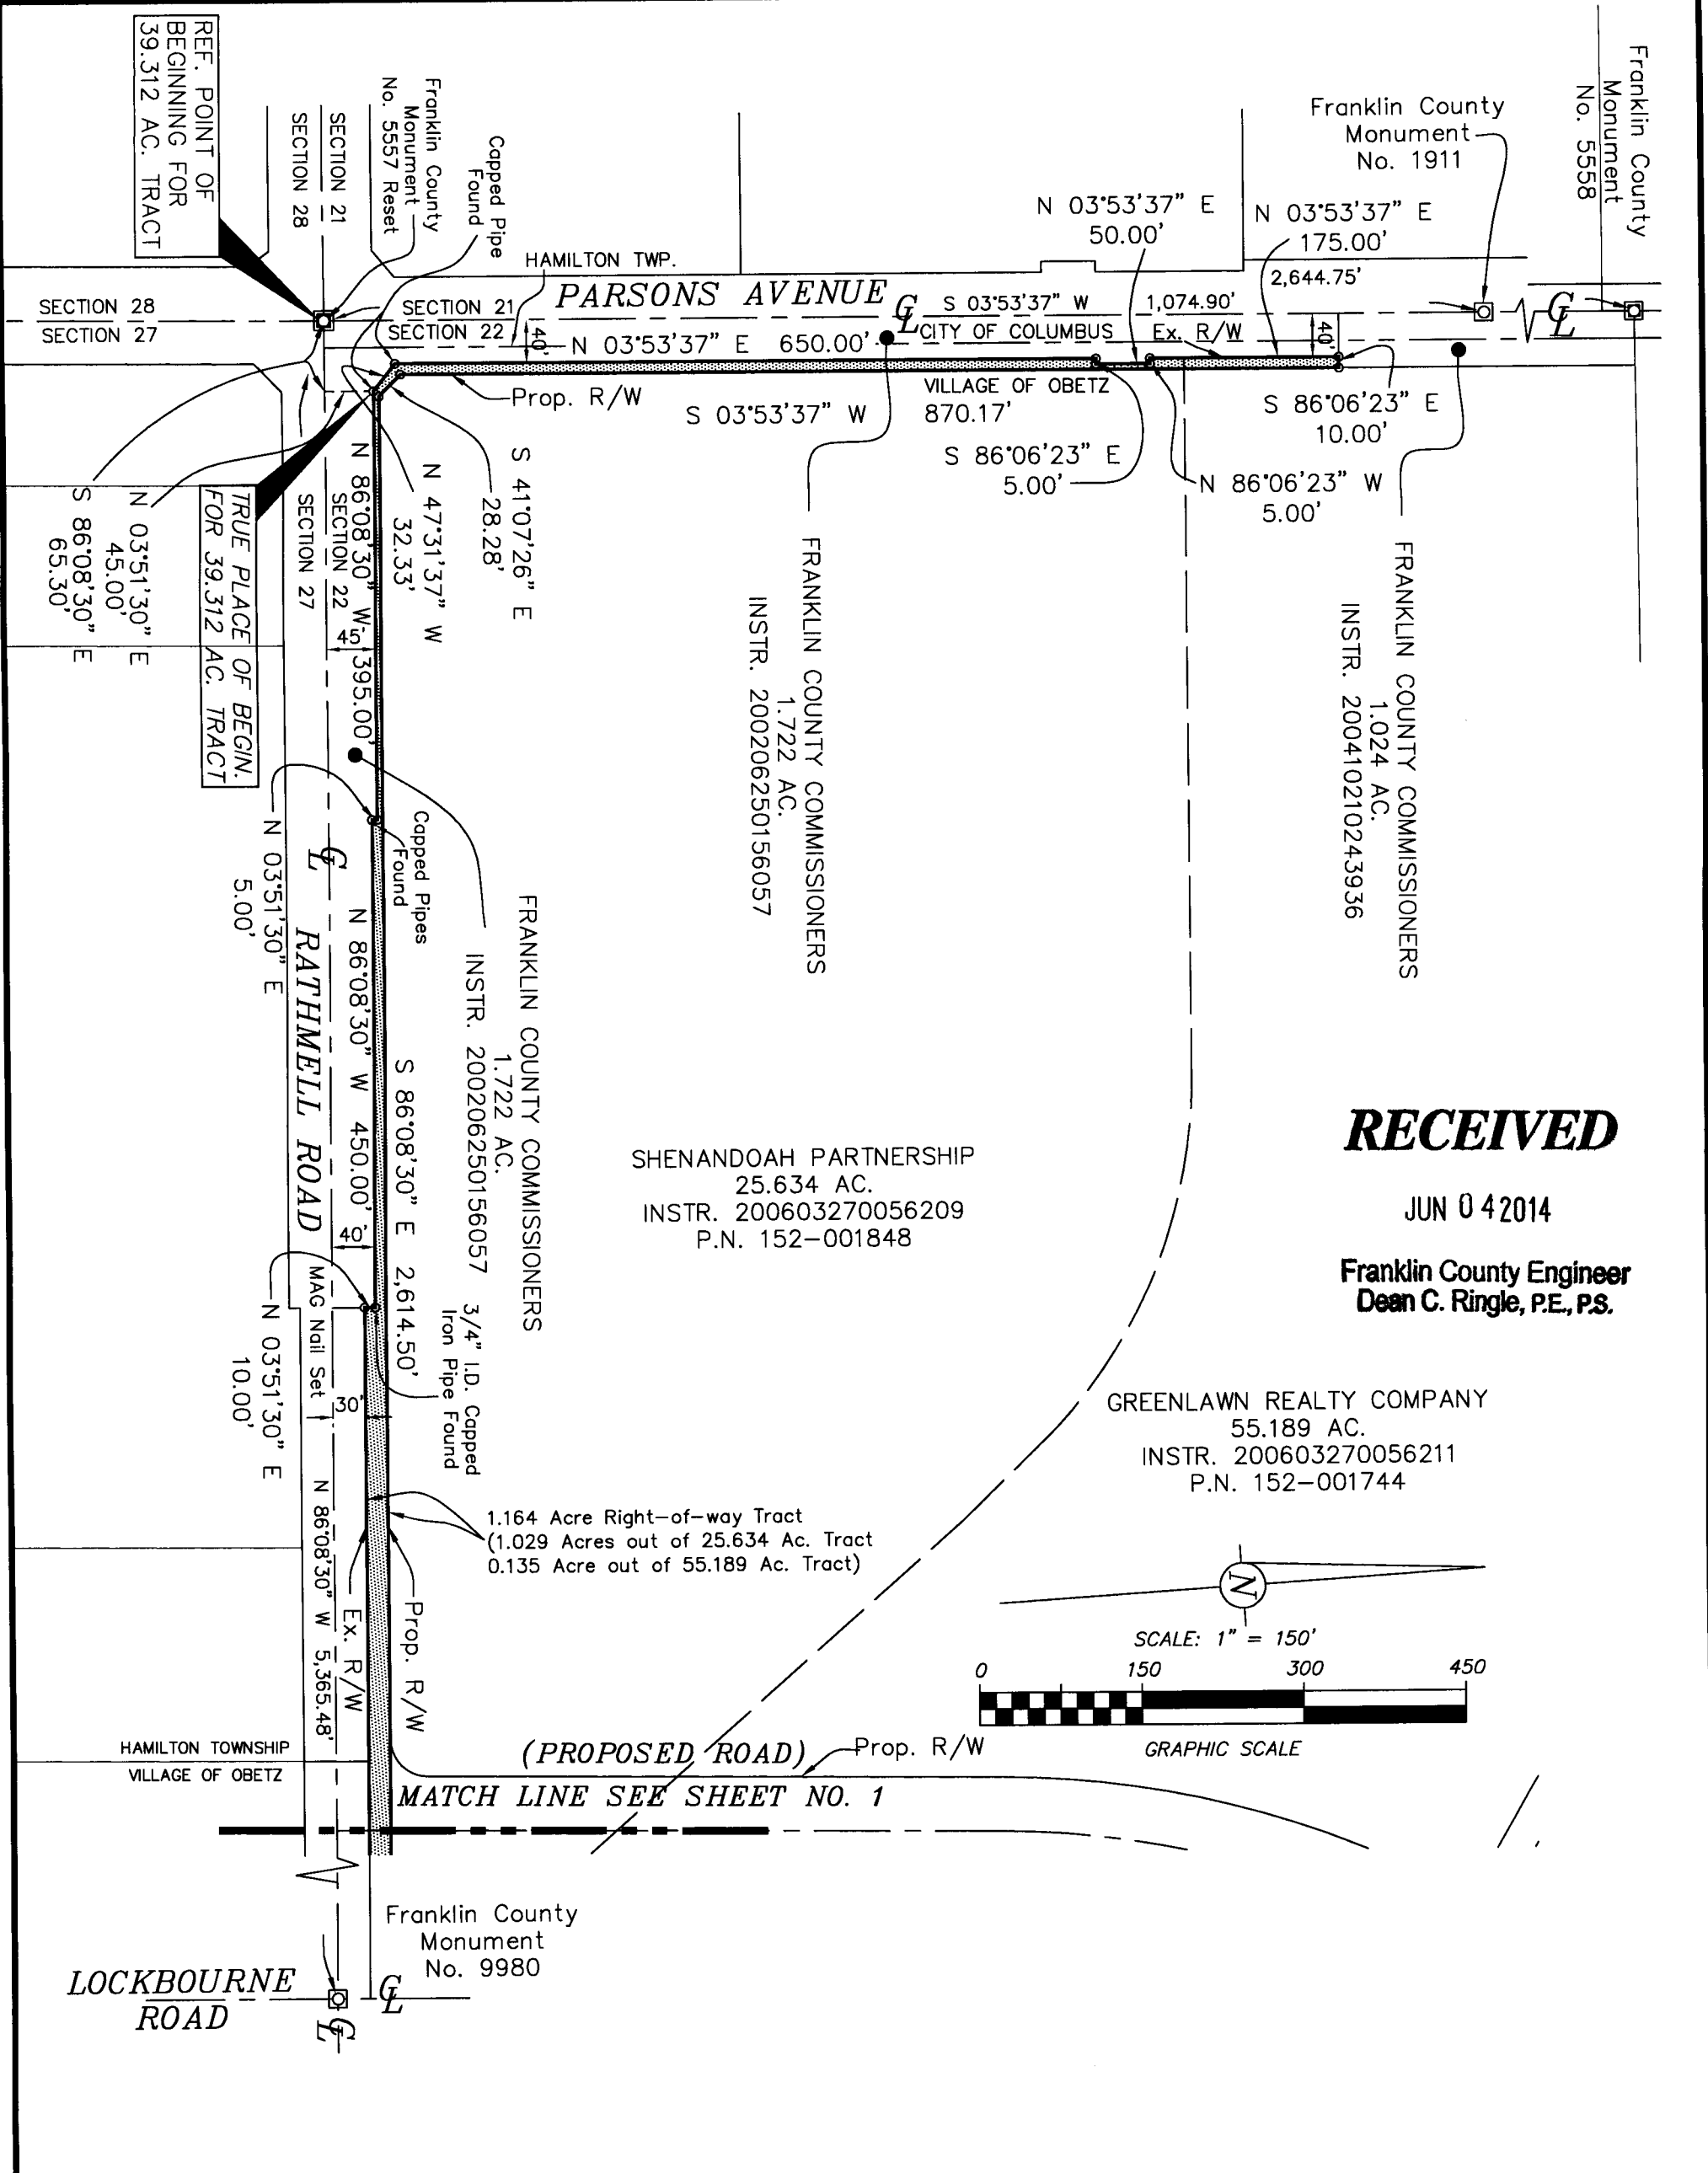 Franklin County
Monument
No. 5558
Franklin County
Monument
No. 1911
REF. POINT OF
BEGINNING FOR
39.312 AC. TRACT
SECTION 21
SECTION 28
Franklin County
Monument
No. 5557 Reset
Capped Pipe
Found
HAMILTON TWP.
N 03°53'37" E
50.00'
N 03°53'37" E
175.00'
2,644.75'
SECTION 28
SECTION 27
SECTION 21
SECTION 22
PARSONS AVENUE
CL
S 03°53'37" W
1,074.90'
CL
40'
N 03°53'37" E 650.00'
CITY OF COLUMBUS
Ex. R/W
40'
Prop. R/W
VILLAGE OF OBETZ
S 03°53'37" W 870.17'
S 86°06'23" E
5.00'
N 86°06'23" W
5.00'
S 86°06'23" E
10.00'
S 41°07'26" E
28.28'
N 47°31'37" W
32.33'
N 86°08'30" W 395.00'
45'
SECTION 22
SECTION 27
TRUE PLACE OF BEGIN.
FOR 39.312 AC. TRACT
N 03°51'30" E
45.00'
S 86°08'30" E
65.30'
FRANKLIN COUNTY COMMISSIONERS
1.024 AC.
INSTR. 200410210243936
FRANKLIN COUNTY COMMISSIONERS
1.722 AC.
INSTR. 200206250156057
Capped Pipes
Found
N 03°51'30" E
5.00'
CL
RATHMELL ROAD
N 86°08'30" W 450.00'
40'
S 86°08'30" E 2,614.50'
FRANKLIN COUNTY COMMISSIONERS
1.722 AC.
INSTR. 200206250156057
3/4" I.D. Capped
Iron Pipe Found
MAG Nail Set
30'
N 03°51'30" E
10.00'
SHENANDOAH PARTNERSHIP
25.634 AC.
INSTR. 200603270056209
P.N. 152-001848
RECEIVED
JUN 04 2014
Franklin County Engineer
Dean C. Ringle, P.E., P.S.
GREENLAWN REALTY COMPANY
55.189 AC.
INSTR. 200603270056211
P.N. 152-001744
1.164 Acre Right-of-way Tract
(1.029 Acres out of 25.634 Ac. Tract
0.135 Acre out of 55.189 Ac. Tract)
N 86°08'30" W 5,365.48'
Ex. R/W
Prop. R/W
N
SCALE: 1" = 150'
0 150 300 450
GRAPHIC SCALE
HAMILTON TOWNSHIP
VILLAGE OF OBETZ
(PROPOSED ROAD)
Prop. R/W
MATCH LINE SEE SHEET NO. 1
Franklin County
Monument
No. 9980
LOCKBOURNE
ROAD
CL
CL